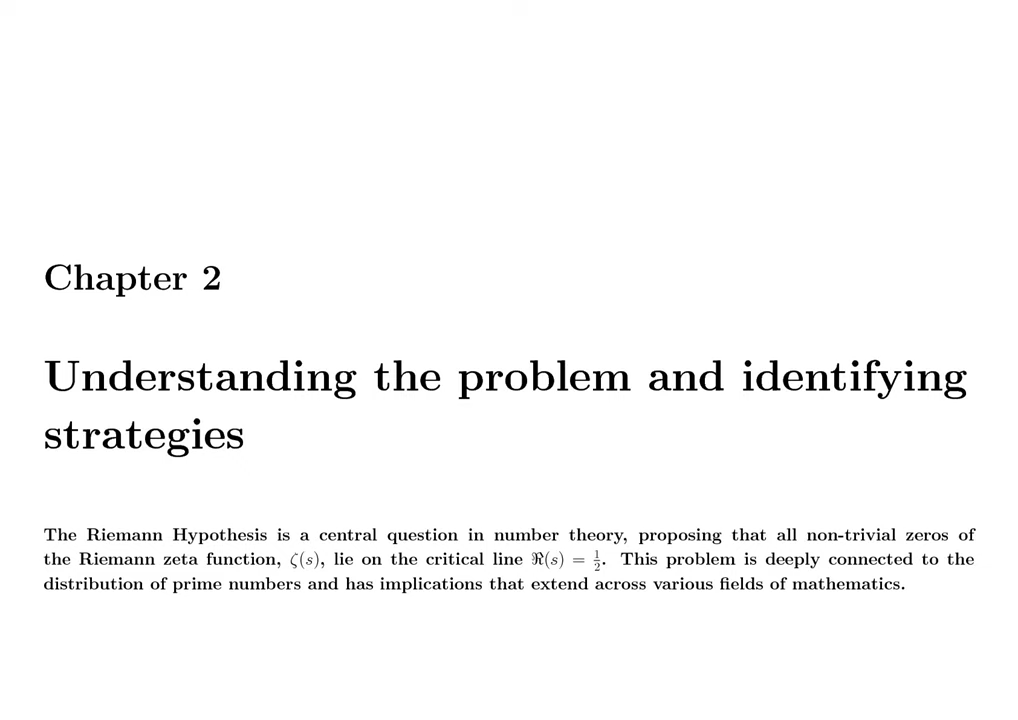 Chapter 2
Understanding the problem and identifying
strategies
The Riemann Hypothesis is a central question in number theory, proposing that all non-trivial zeros of
the Riemann zeta function, ζ(s), lie on the critical line ℜ(s) = 1/2. This problem is deeply connected to the
distribution of prime numbers and has implications that extend across various fields of mathematics.